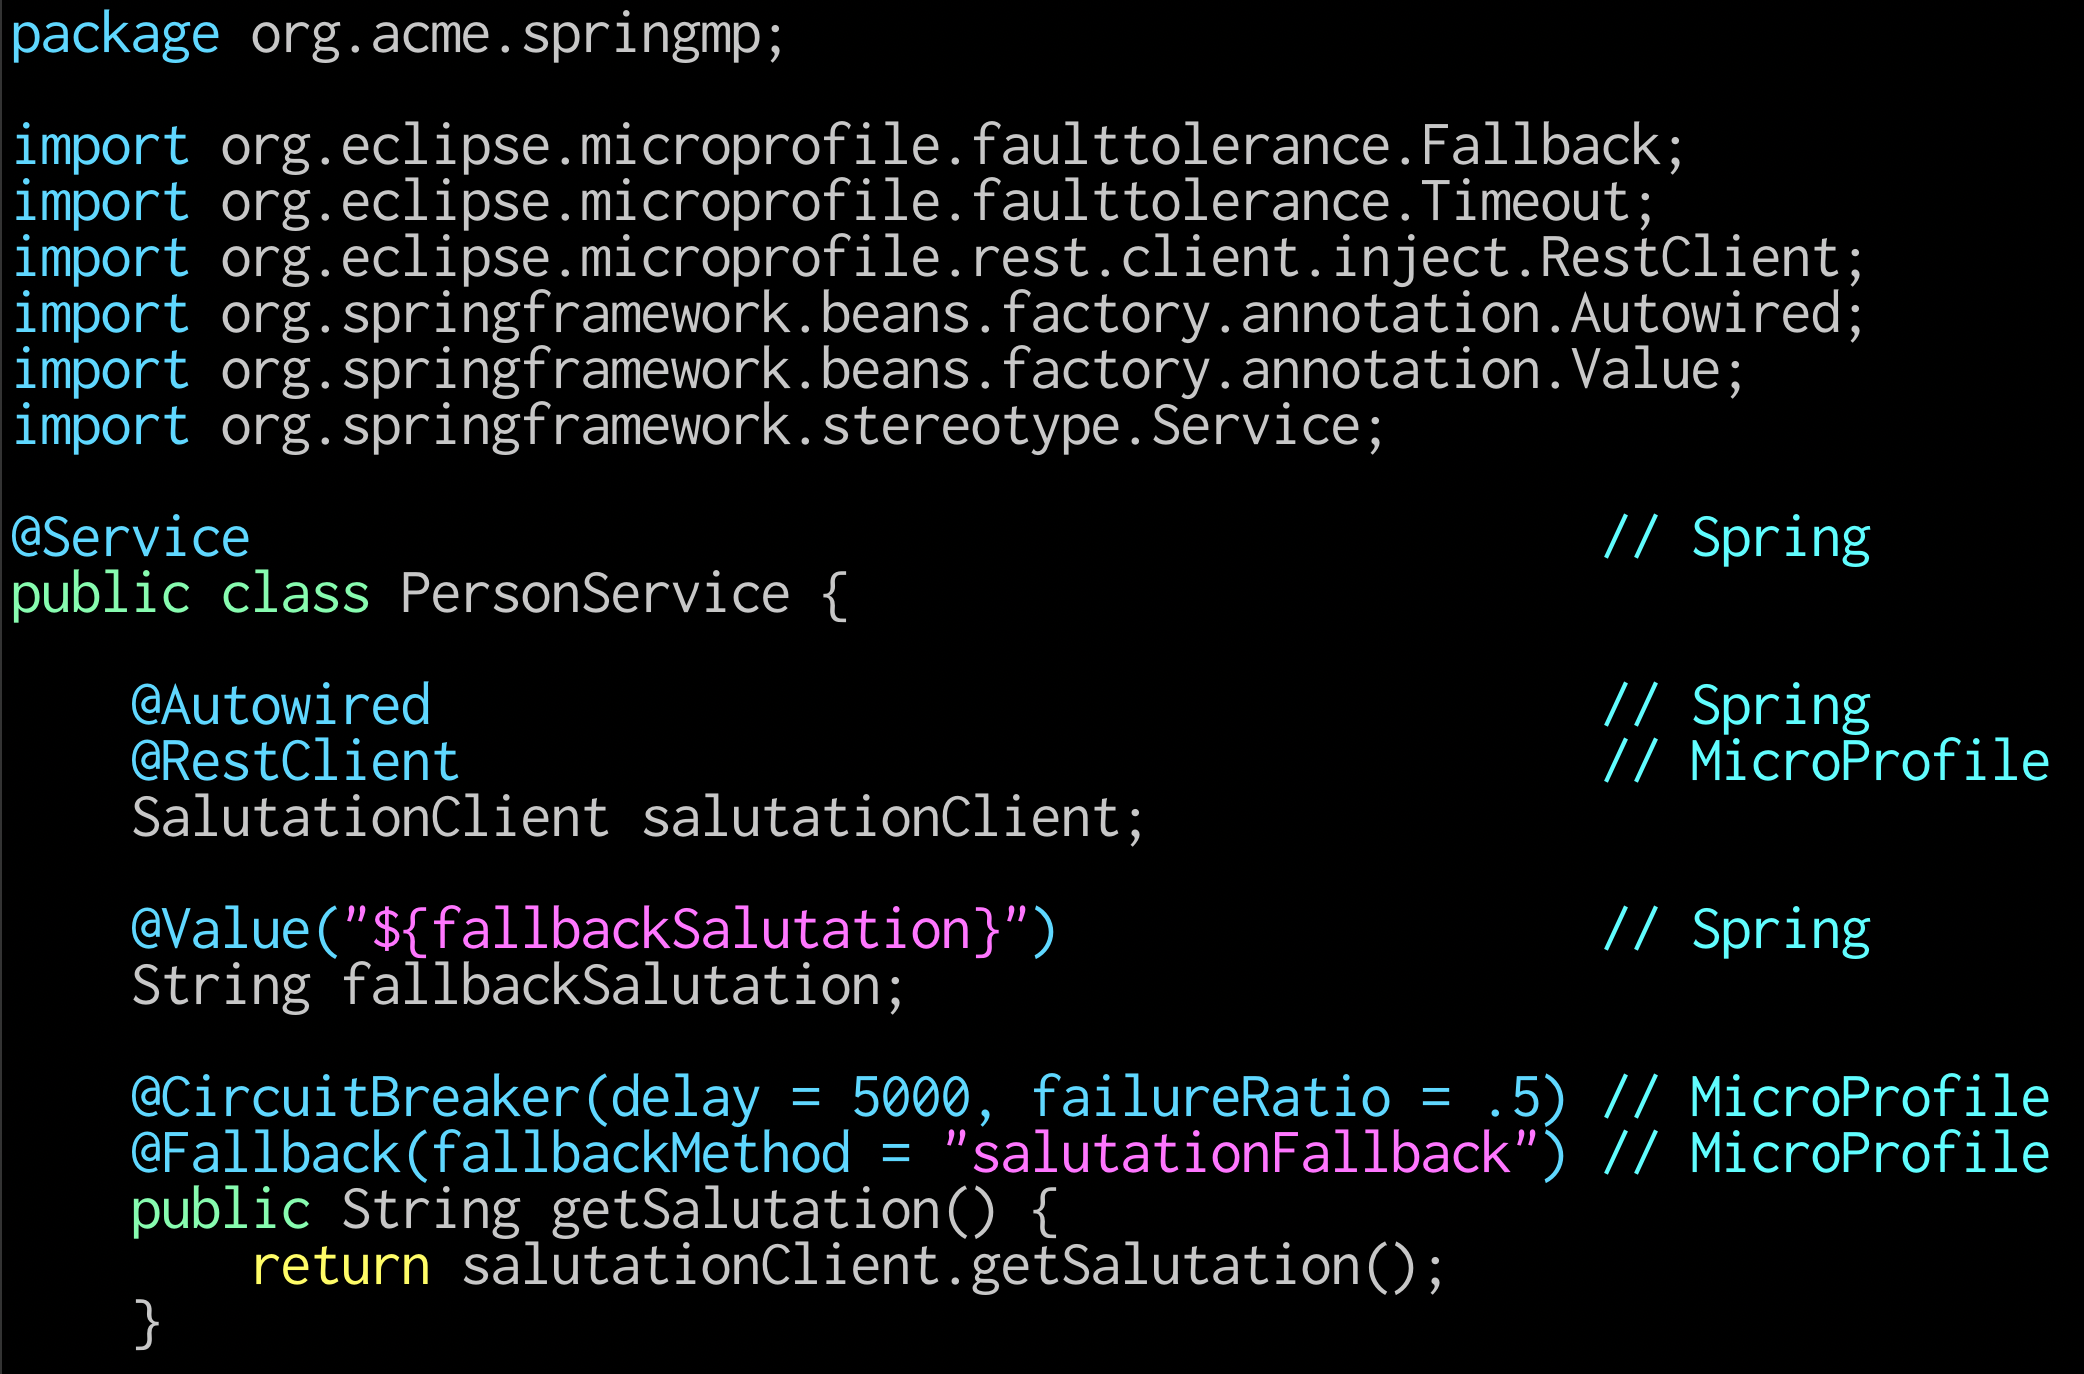 package org.acme.springmp;

import org.eclipse.microprofile.faulttolerance.Fallback;
import org.eclipse.microprofile.faulttolerance.Timeout;
import org.eclipse.microprofile.rest.client.inject.RestClient;
import org.springframework.beans.factory.annotation.Autowired;
import org.springframework.beans.factory.annotation.Value;
import org.springframework.stereotype.Service;

@Service                                             // Spring
public class PersonService {

    @Autowired                                       // Spring
    @RestClient                                      // MicroProfile
    SalutationClient salutationClient;

    @Value("${fallbackSalutation}")                  // Spring
    String fallbackSalutation;

    @CircuitBreaker(delay = 5000, failureRatio = .5) // MicroProfile
    @Fallback(fallbackMethod = "salutationFallback") // MicroProfile
    public String getSalutation() {
        return salutationClient.getSalutation();
    }